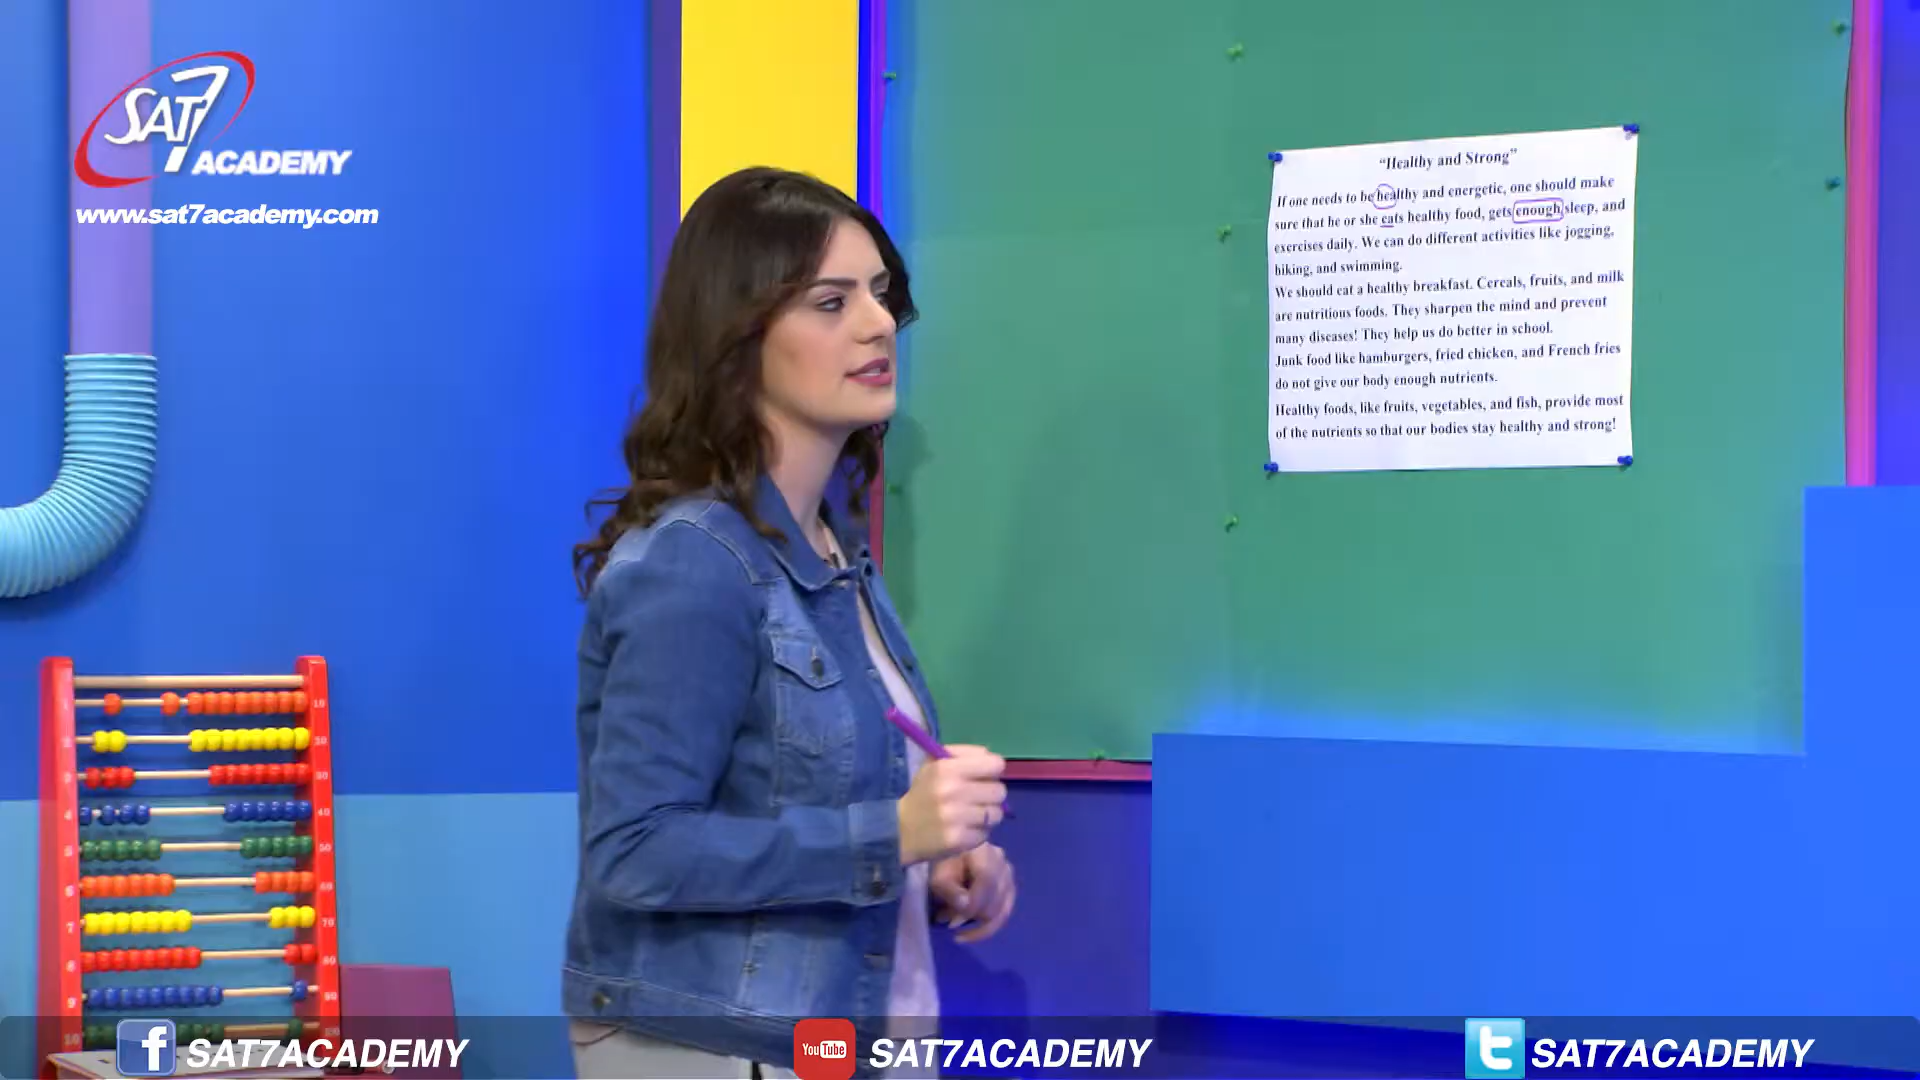 SAT7 ACADEMY
www.sat7academy.com
“Healthy and Strong”
If one needs to be healthy and energetic, one should make
sure that he or she eats healthy food, gets enough sleep, and
exercises daily. We can do different activities like jogging,
hiking, and swimming.
We should eat a healthy breakfast. Cereals, fruits, and milk
are nutritious foods. They sharpen the mind and prevent
many diseases! They help us do better in school.
Junk food like hamburgers, fried chicken, and French fries
do not give our body enough nutrients.
Healthy foods, like fruits, vegetables, and fish, provide most
of the nutrients so that our bodies stay healthy and strong!
f SAT7ACADEMY
YouTube SAT7ACADEMY
t SAT7ACADEMY